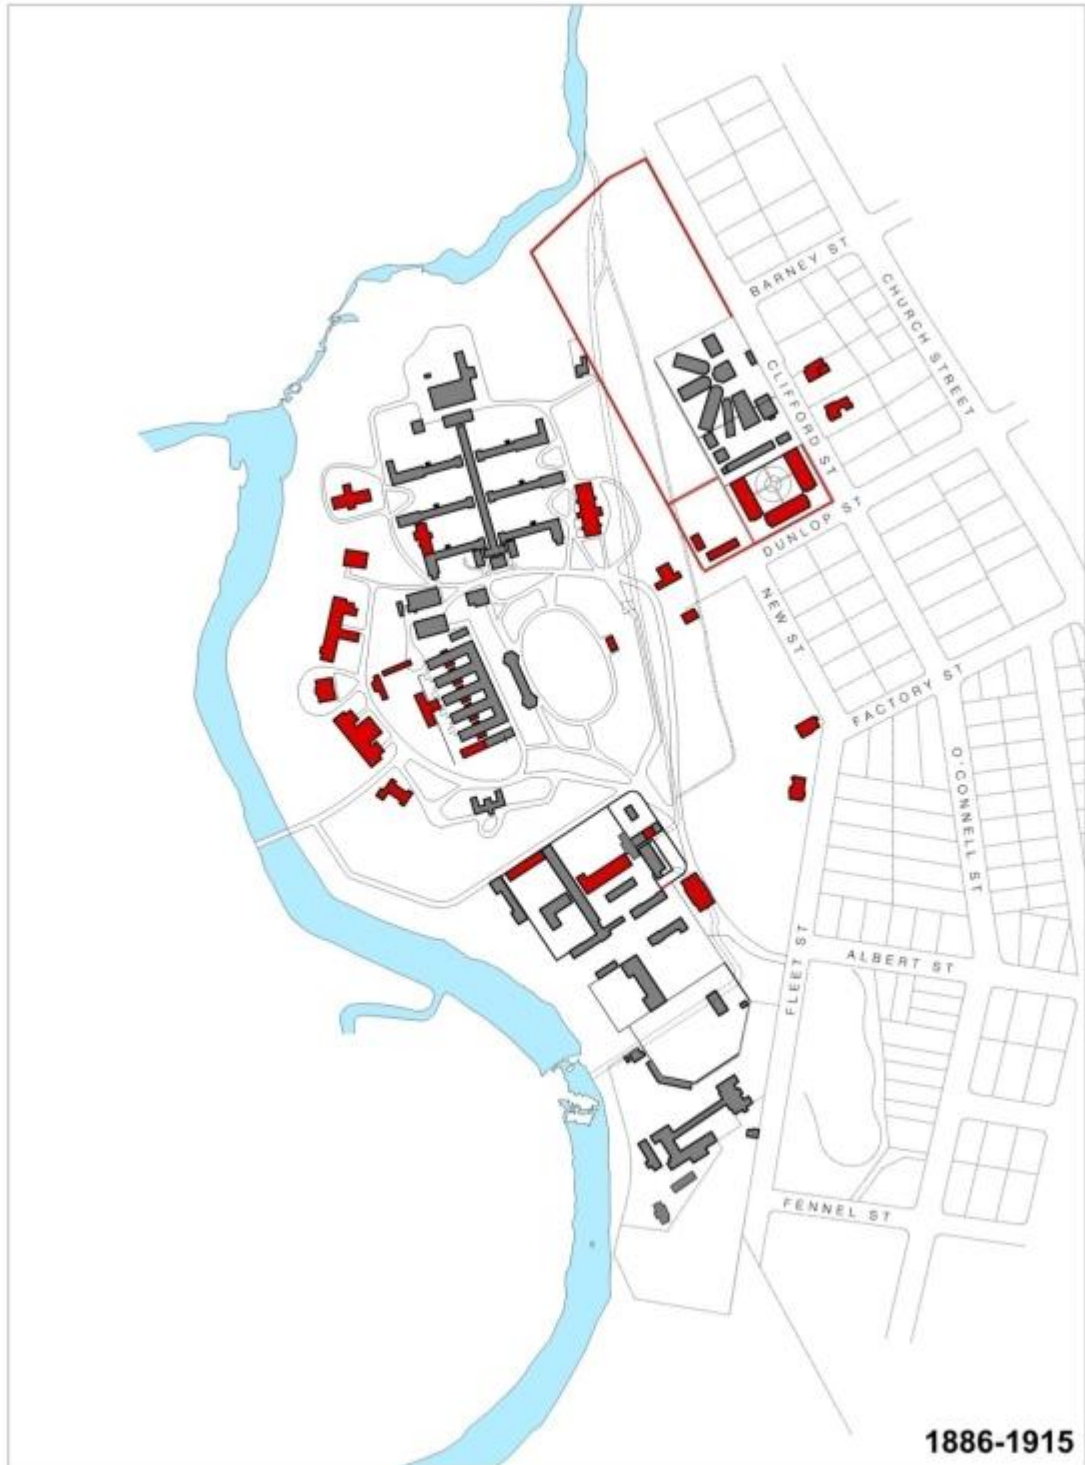 BARNEY ST
CHURCH STREET
CLIFFORD ST
DUNLOP ST
NEW ST
FACTORY ST
O'CONNELL ST
FLEET ST
ALBERT ST
FENNEL ST
1886-1915